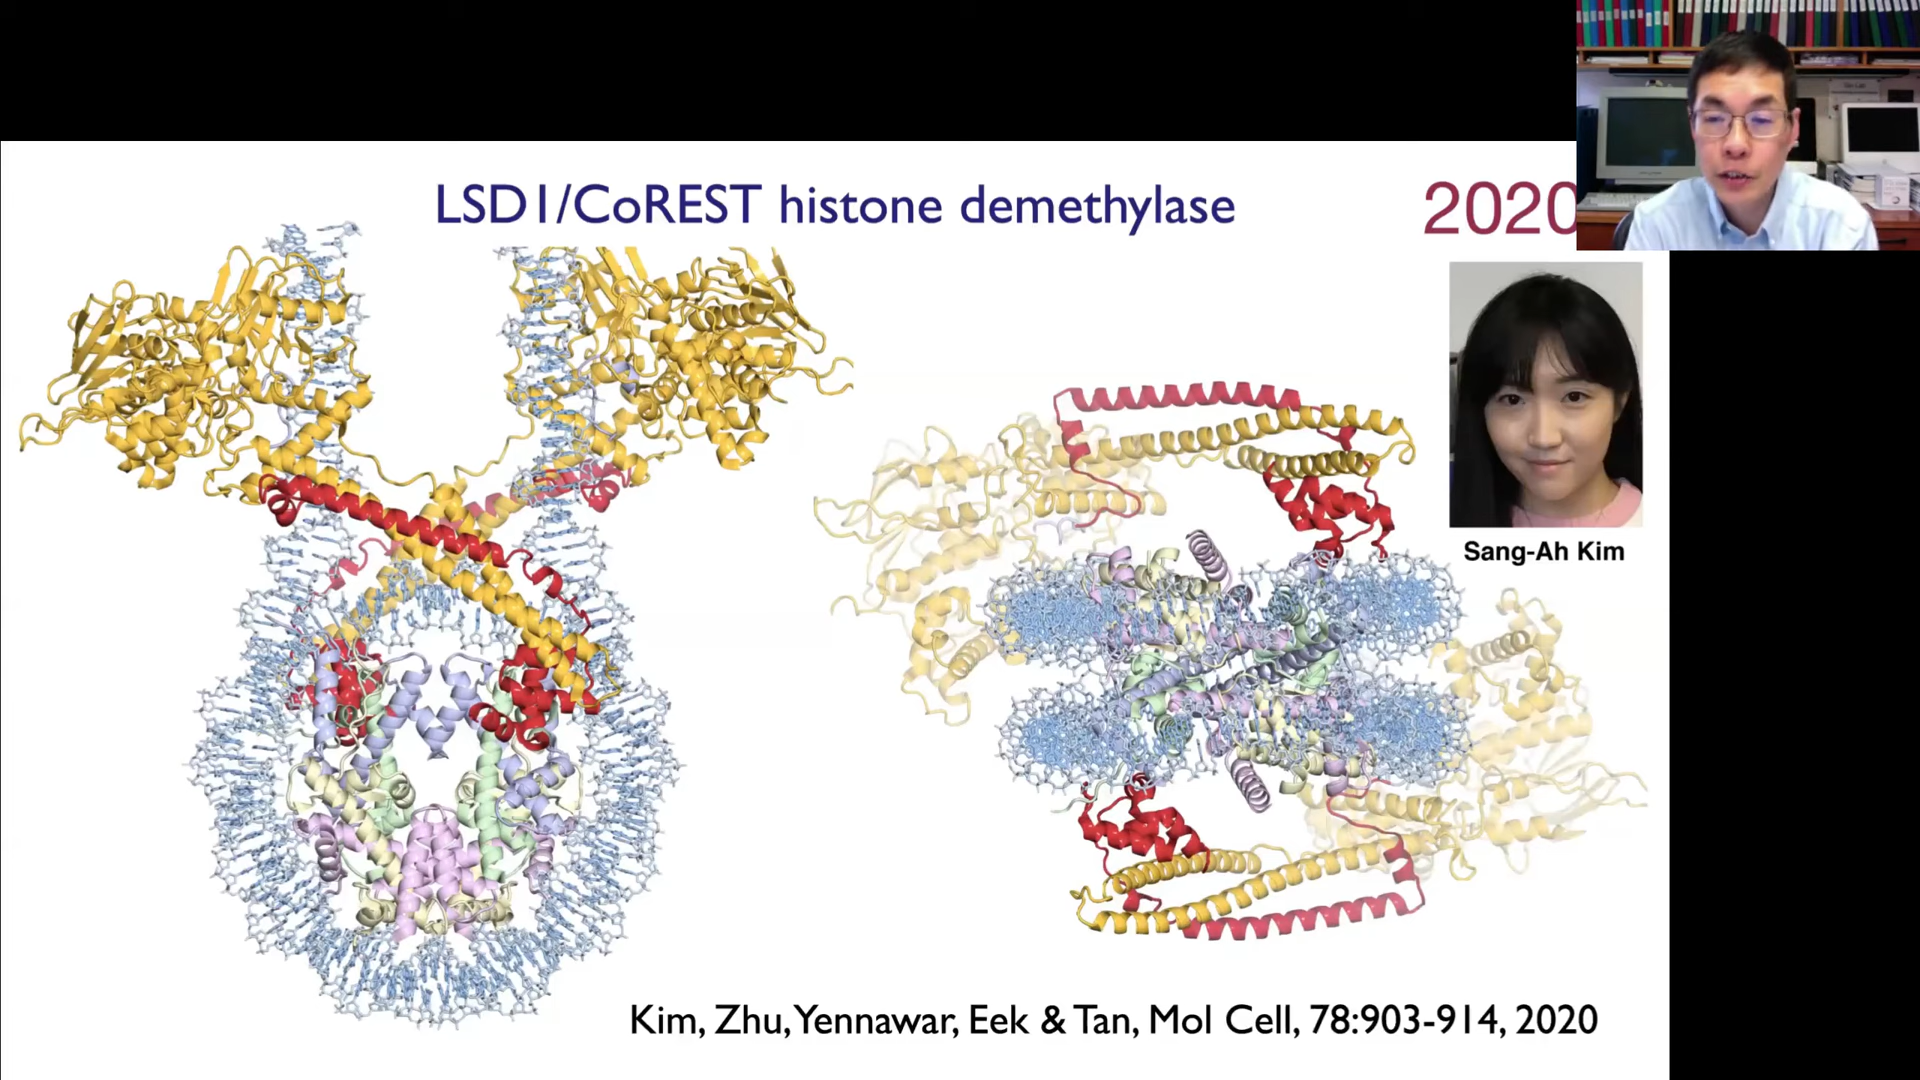 LSD1/CoREST histone demethylase
2020
Sang-Ah Kim
Kim, Zhu, Yennawar, Eek & Tan, Mol Cell, 78:903-914, 2020